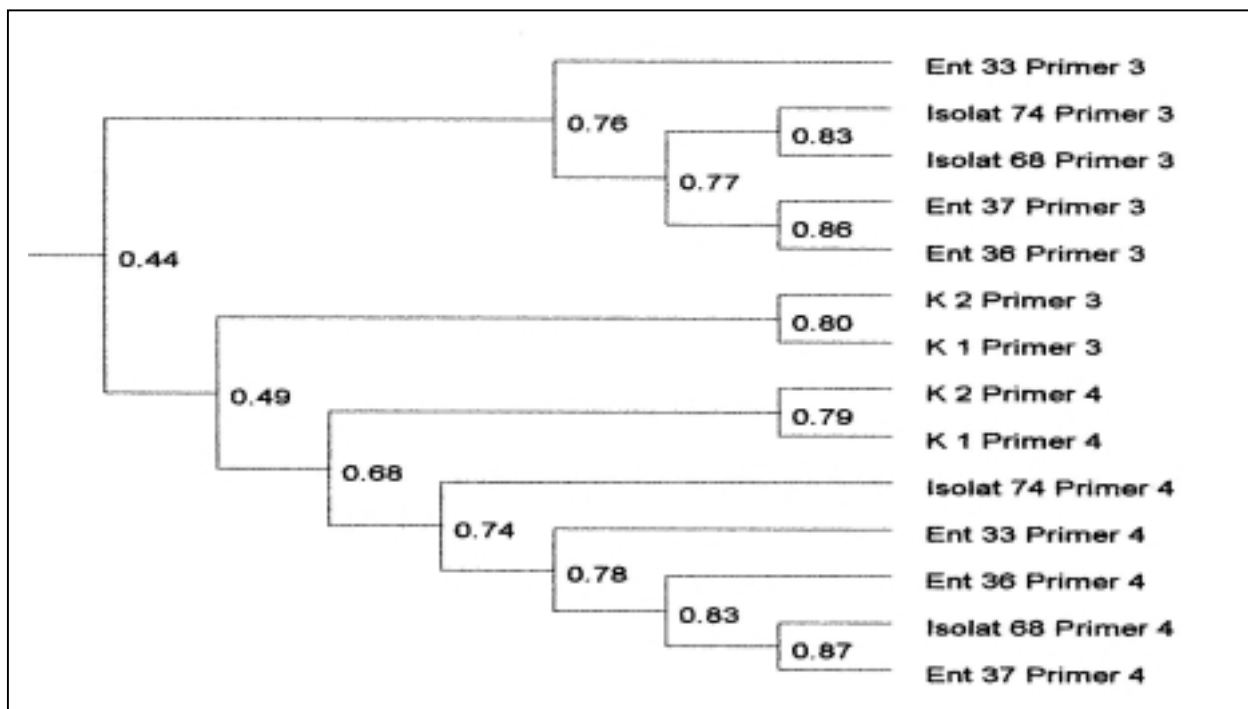 Ent 33 Primer 3
0.76
Isolat 74 Primer 3
0.83
Isolat 68 Primer 3
0.77
Ent 37 Primer 3
0.86
Ent 36 Primer 3
0.44
K 2 Primer 3
0.80
K 1 Primer 3
0.49
K 2 Primer 4
0.79
K 1 Primer 4
0.68
Isolat 74 Primer 4
0.74
Ent 33 Primer 4
0.78
Ent 36 Primer 4
0.83
Isolat 68 Primer 4
0.87
Ent 37 Primer 4